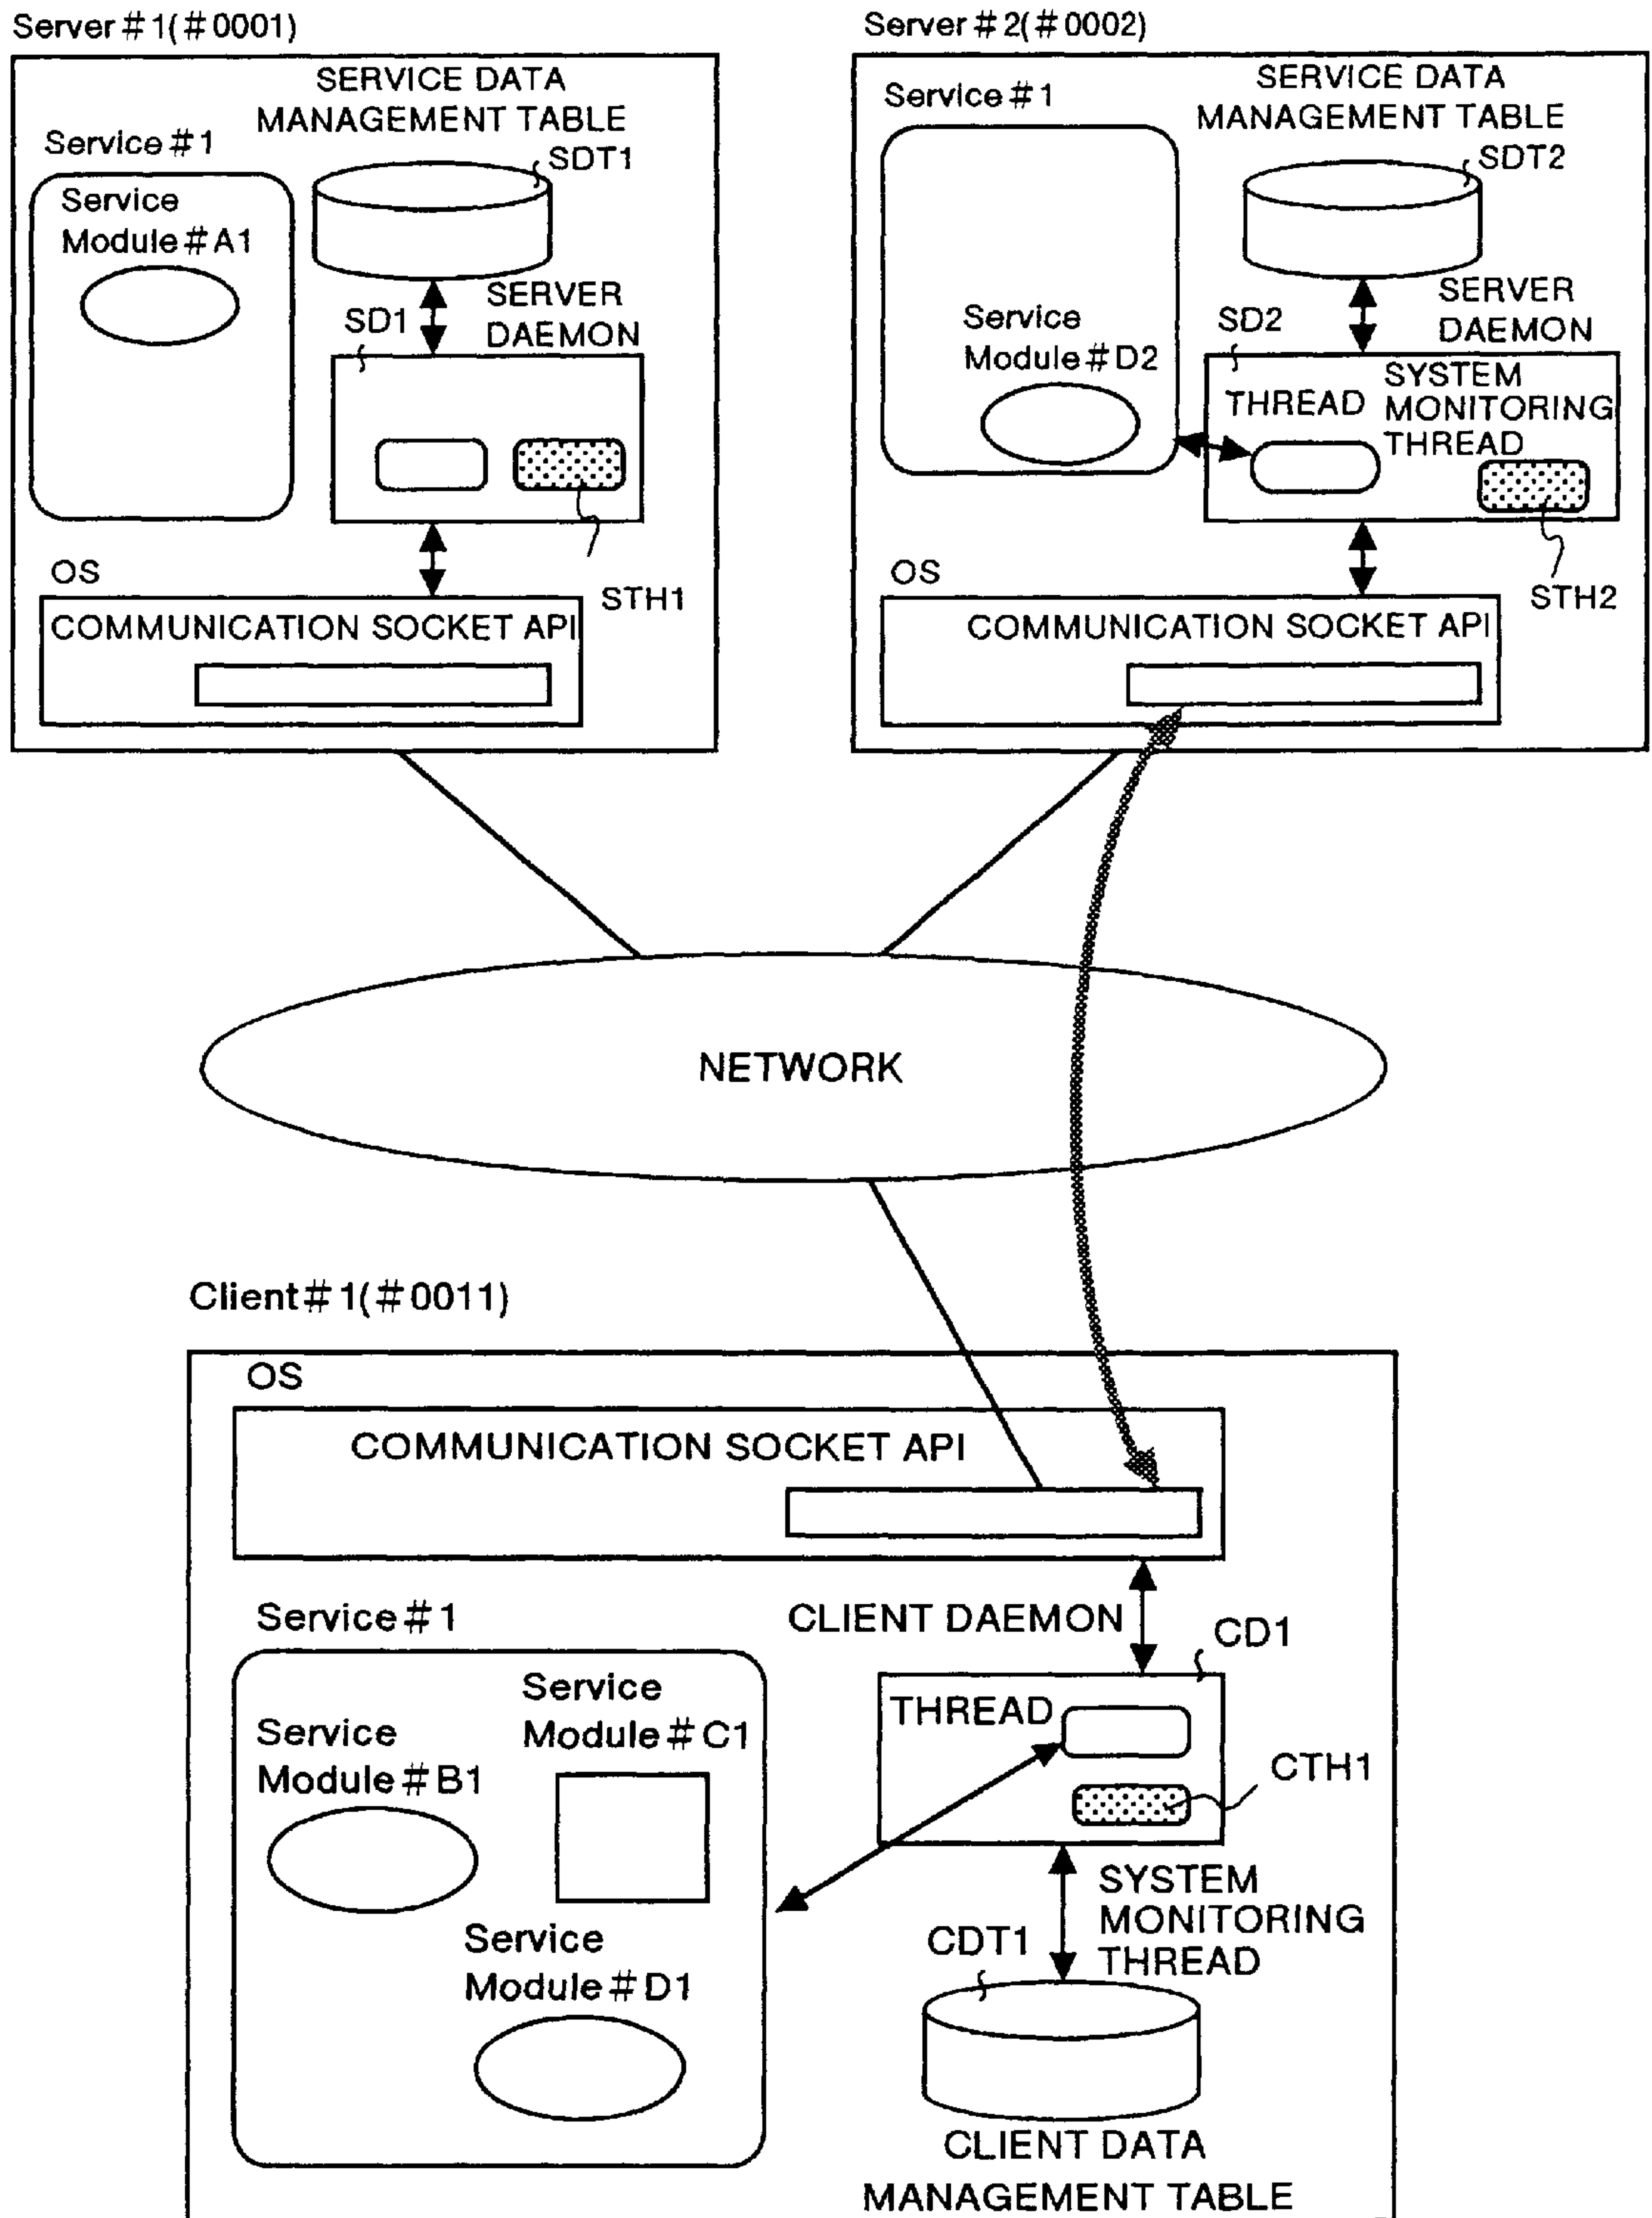 Server#1(#0001)
SERVICE DATA
MANAGEMENT TABLE
Service#1
SDT1
Service
Module#A1
SERVER
DAEMON
SD1
STH1
OS
COMMUNICATION SOCKET API
Server#2(#0002)
SERVICE DATA
MANAGEMENT TABLE
Service#1
SDT2
SERVER
DAEMON
SD2
Service
Module#D2
THREAD
SYSTEM
MONITORING
THREAD
STH2
OS
COMMUNICATION SOCKET API
NETWORK
Client#1(#0011)
OS
COMMUNICATION SOCKET API
Service#1
CLIENT DAEMON
CD1
Service
Module#C1
Service
Module#B1
THREAD
CTH1
Service
Module#D1
SYSTEM
MONITORING
THREAD
CDT1
CLIENT DATA
MANAGEMENT TABLE